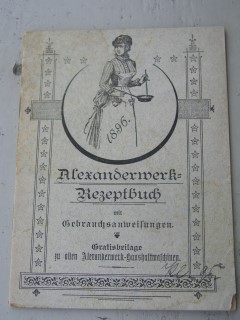 1896.
Alexanderwerk-
Rezeptbuch
mit
Gebrauchsanweisungen.
Gratisbeilage
zu allen Alexanderwerk-Haushaltmaschinen.